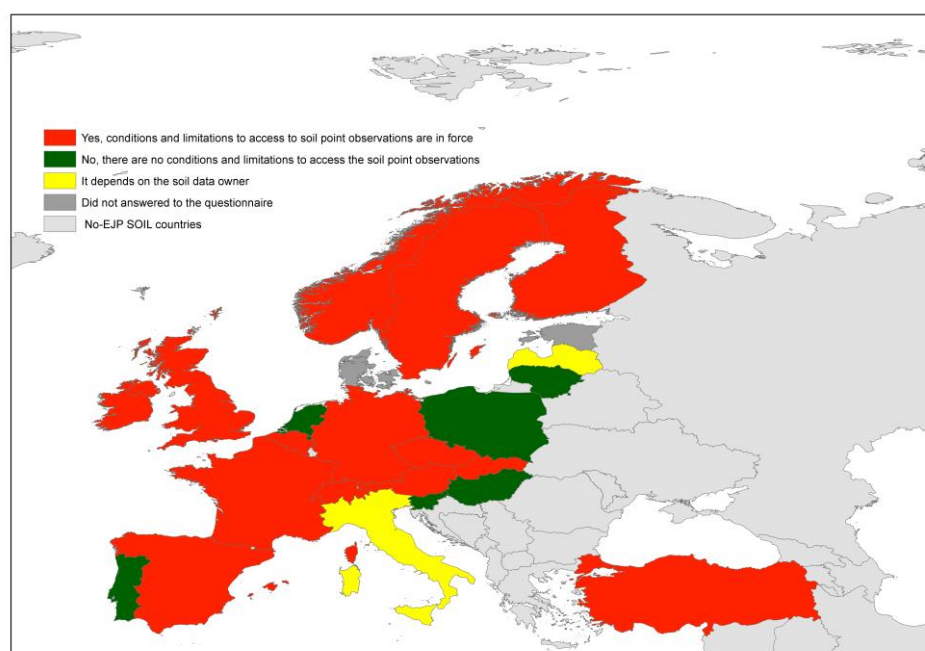 Yes, conditions and limitations to access to soil point observations are in force
No, there are no conditions and limitations to access the soil point observations
It depends on the soil data owner
Did not answered to the questionnaire
No-EJP SOIL countries